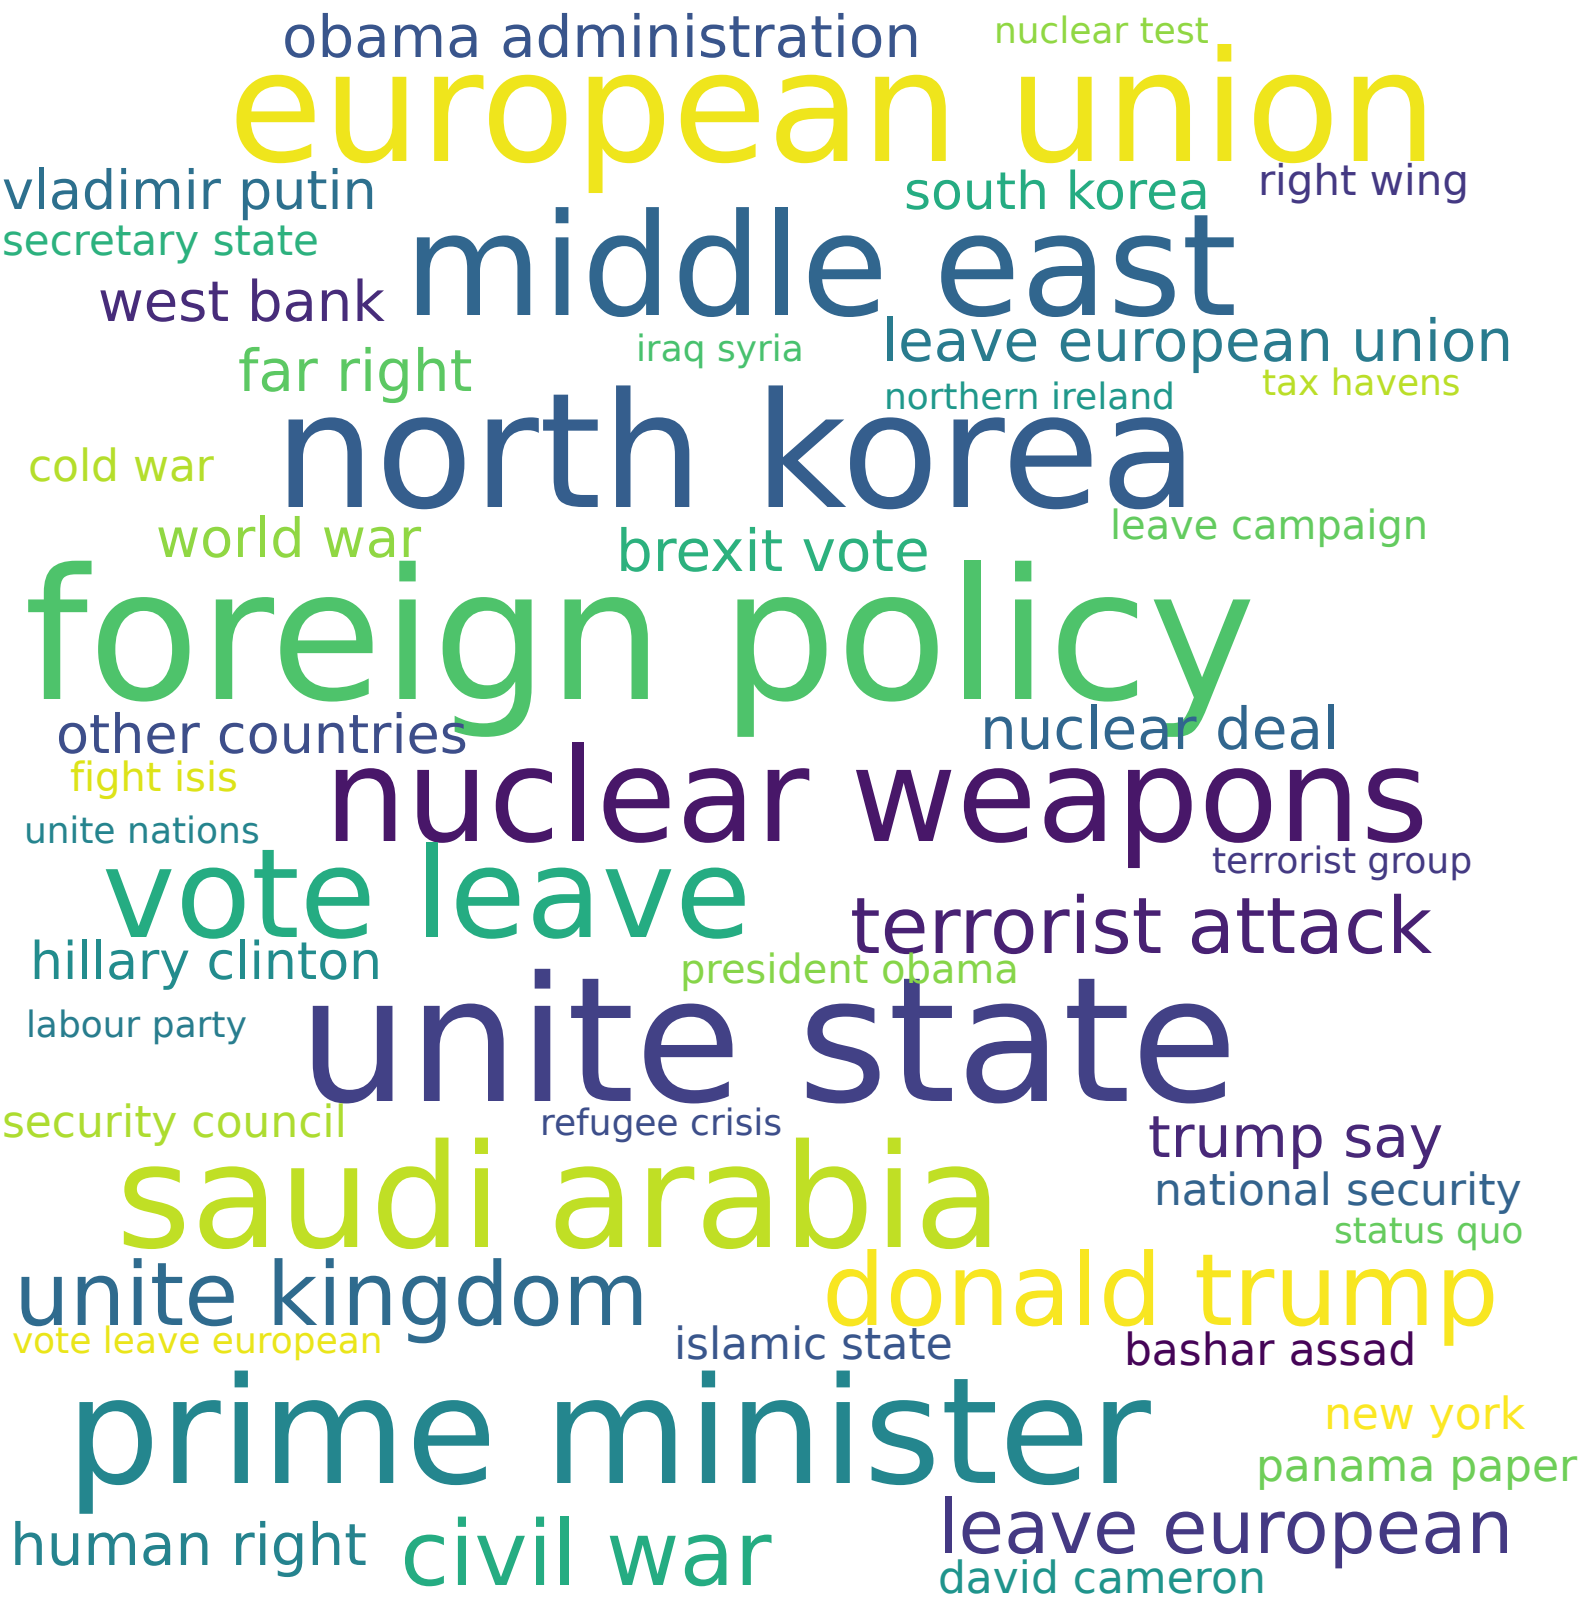 obama administration
nuclear test
european union
vladimir putin
south korea
right wing
secretary state
middle east
west bank
leave european union
iraq syria
far right
tax havens
northern ireland
north korea
cold war
world war
leave campaign
brexit vote
foreign policy
other countries
nuclear deal
fight isis
nuclear weapons
unite nations
terrorist group
vote leave
terrorist attack
hillary clinton
president obama
labour party
unite state
security council
refugee crisis
trump say
saudi arabia
national security
status quo
unite kingdom
donald trump
vote leave european
islamic state
bashar assad
prime minister
new york
panama paper
leave european
human right
civil war
david cameron